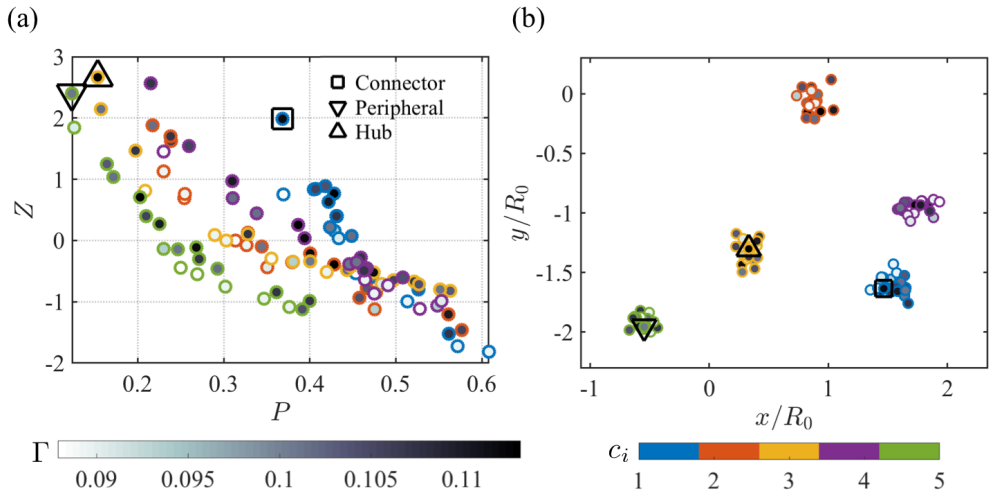 (a)
3
2
1
0
-1
-2
Z
0.2
0.3
0.4
0.5
0.6
P
Connector
Peripheral
Hub
Γ
0.09
0.095
0.1
0.105
0.11
(b)
0
-0.5
-1
-1.5
-2
y/R₀
-1
0
1
2
x/R₀
cᵢ
1
2
3
4
5